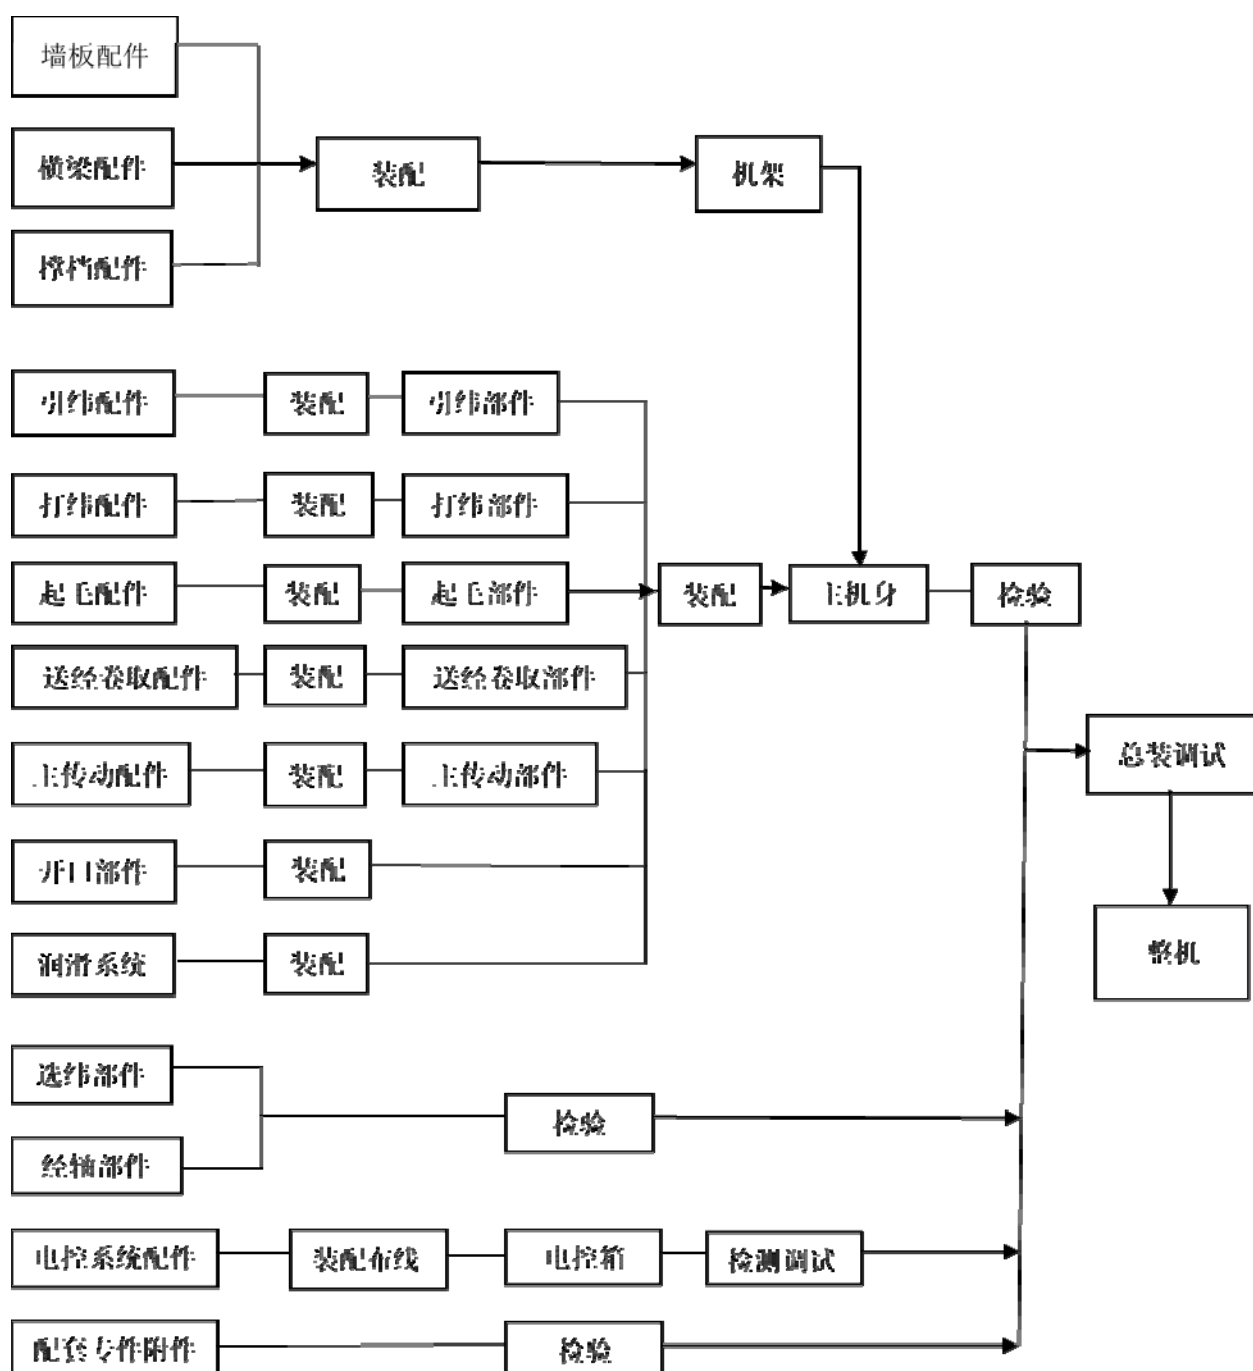 墙板配件
横梁配件
装配
机架
撑档配件
引纬配件
装配
引纬部件
打纬配件
装配
打纬部件
起毛配件
装配
起毛部件
装配
主机身
检验
送经卷取配件
装配
送经卷取部件
主传动配件
装配
主传动部件
总装调试
开口部件
装配
整机
润滑系统
装配
选纬部件
检验
经轴部件
电控系统配件
装配布线
电控箱
检测调试
配套专件附件
检验